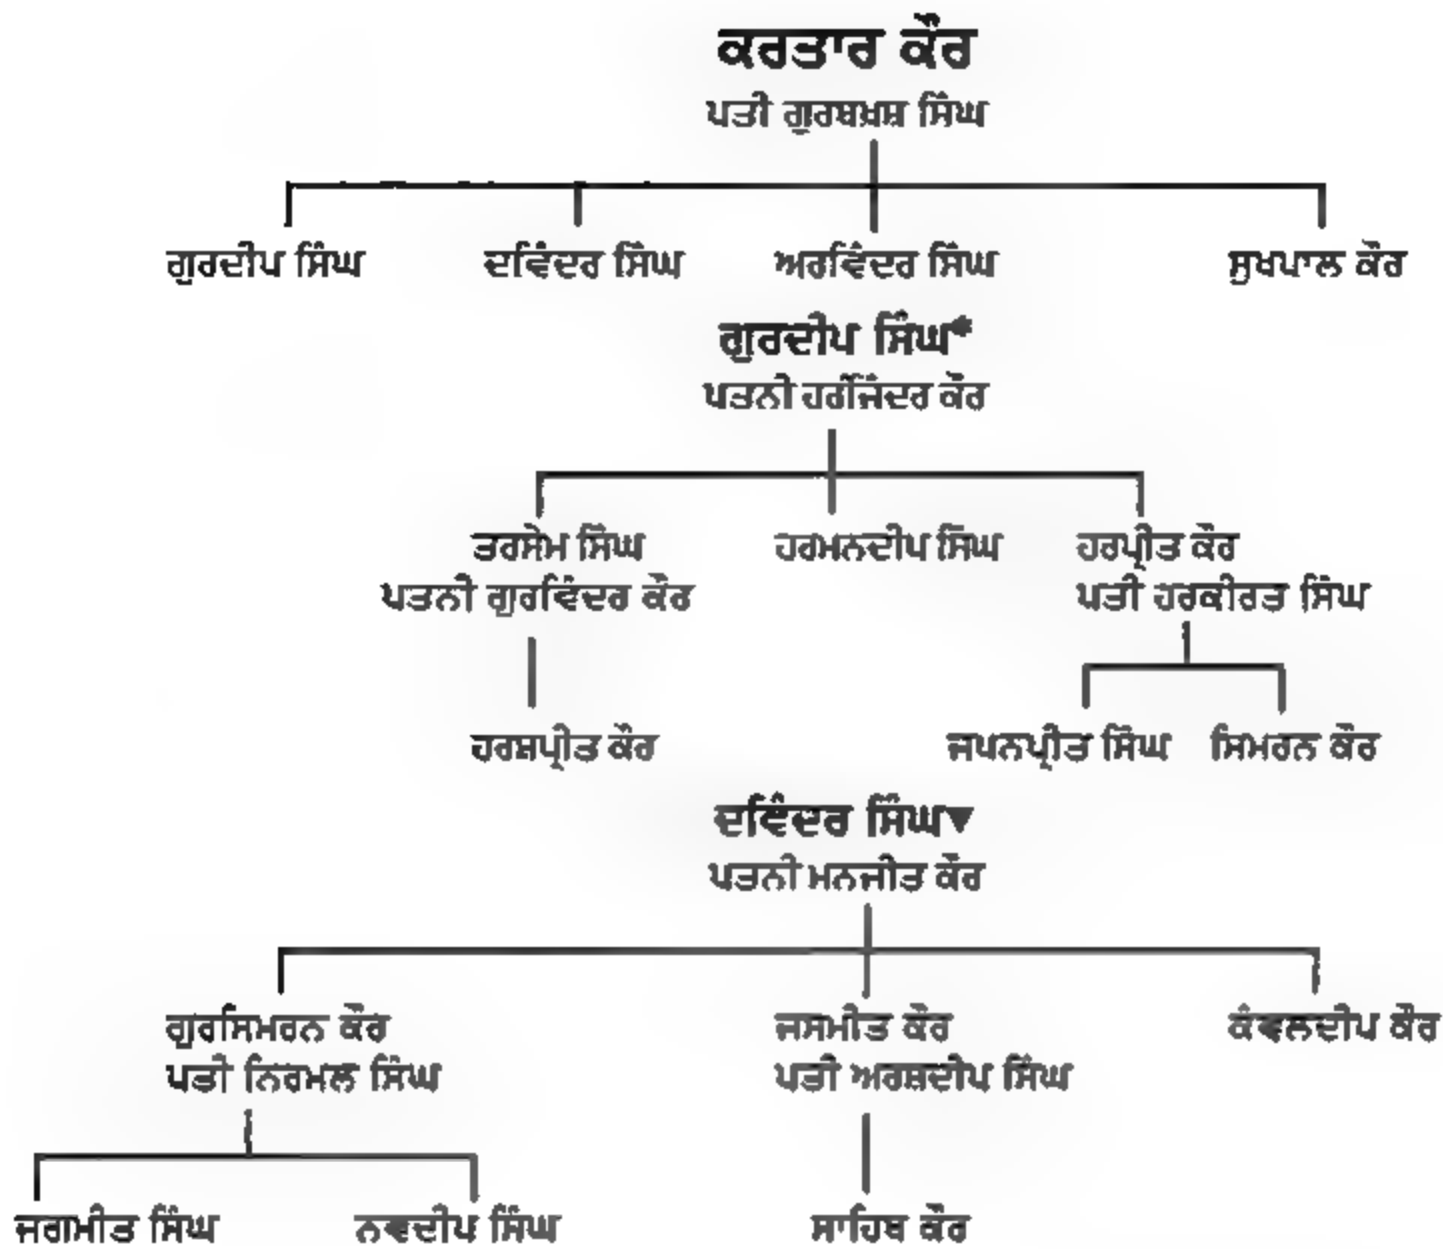 ਕਰਤਾਰ ਕੌਰ
ਪਤੀ ਗੁਰਬਖ਼ਸ਼ ਸਿੰਘ
ਗੁਰਦੀਪ ਸਿੰਘ ਦਵਿੰਦਰ ਸਿੰਘ ਅਰਵਿੰਦਰ ਸਿੰਘ ਸੁਖਪਾਲ ਕੌਰ
ਗੁਰਦੀਪ ਸਿੰਘ*
ਪਤਨੀ ਹਰਜਿੰਦਰ ਕੌਰ
ਤਰਸੇਮ ਸਿੰਘ ਹਰਮਨਦੀਪ ਸਿੰਘ ਹਰਪ੍ਰੀਤ ਕੌਰ
ਪਤਨੀ ਗੁਰਵਿੰਦਰ ਕੌਰ ਪਤੀ ਹਰਕੀਰਤ ਸਿੰਘ
ਹਰਸ਼ਪ੍ਰੀਤ ਕੌਰ ਜਪਨਪ੍ਰੀਤ ਸਿੰਘ ਸਿਮਰਨ ਕੌਰ
ਦਵਿੰਦਰ ਸਿੰਘ▼
ਪਤਨੀ ਮਨਜੀਤ ਕੌਰ
ਗੁਰਸਿਮਰਨ ਕੌਰ ਜਸਮੀਤ ਕੌਰ ਕੰਵਲਦੀਪ ਕੌਰ
ਪਤੀ ਨਿਰਮਲ ਸਿੰਘ ਪਤੀ ਅਰਸ਼ਦੀਪ ਸਿੰਘ
ਜਗਮੀਤ ਸਿੰਘ ਨਵਦੀਪ ਸਿੰਘ ਸਾਹਿਬ ਕੌਰ